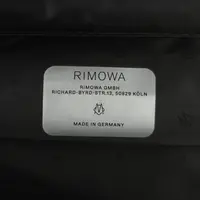 RIMOWA
RIMOWA GMBH
RICHARD-BYRD-STR.13, 50829 KÖLN
MADE IN GERMANY